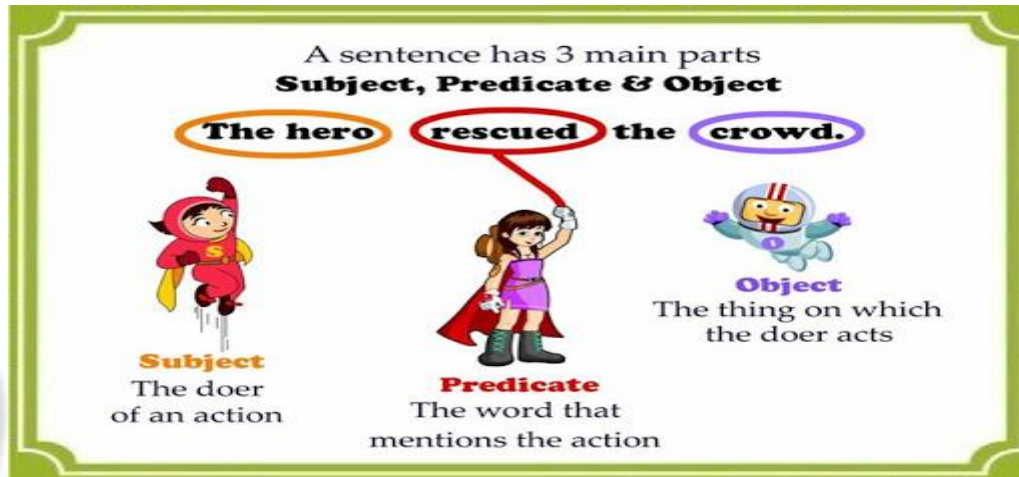 A sentence has 3 main parts
Subject, Predicate & Object
The hero rescued the crowd.
S
O
Subject
The doer
of an action
Predicate
The word that
mentions the action
Object
The thing on which
the doer acts